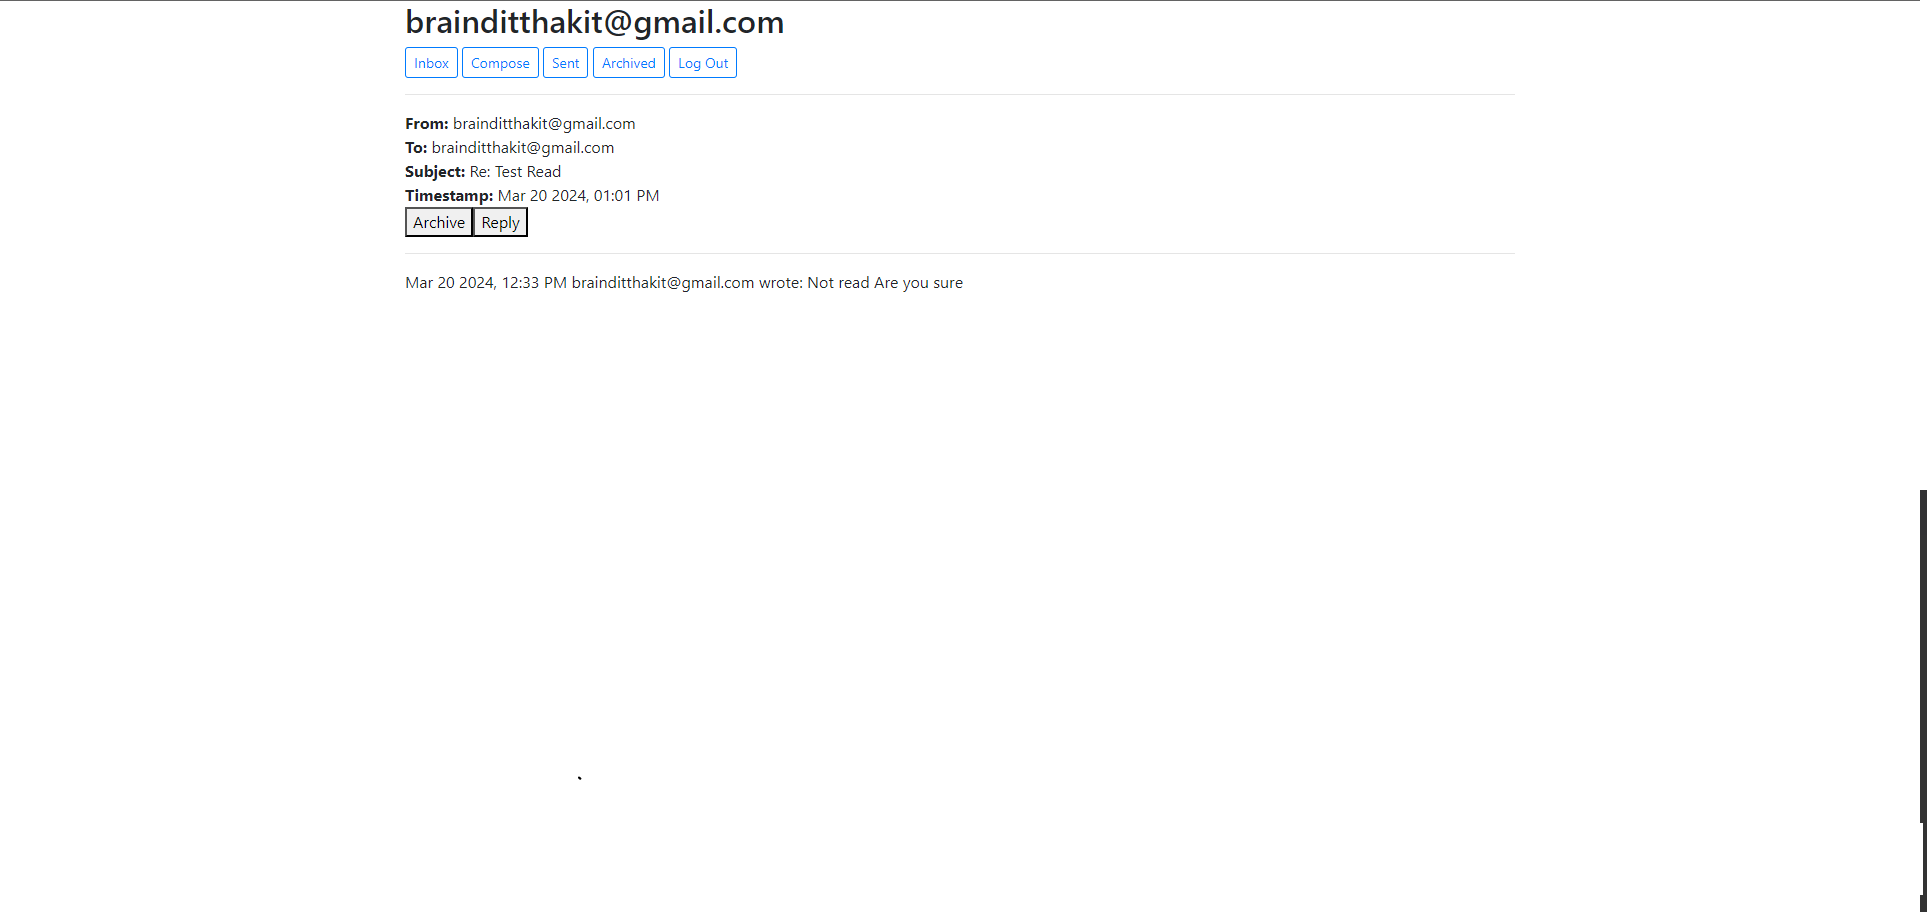 brainditthakit@gmail.com
Inbox Compose Sent Archived Log Out
From: brainditthakit@gmail.com
To: brainditthakit@gmail.com
Subject: Re: Test Read
Timestamp: Mar 20 2024, 01:01 PM
Archive Reply
Mar 20 2024, 12:33 PM brainditthakit@gmail.com wrote: Not read Are you sure